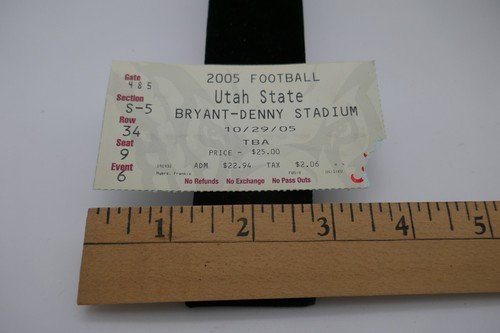 Gate
4 & 5
Section
S-5
Row
34
Seat
9
Event
6
2005 FOOTBALL
Utah State
BRYANT-DENNY STADIUM
10/29/05
TBA
PRICE - $25.00
ADM $22.94 TAX $2.06
No Refunds No Exchange No Pass Outs
1 2 3 4 5